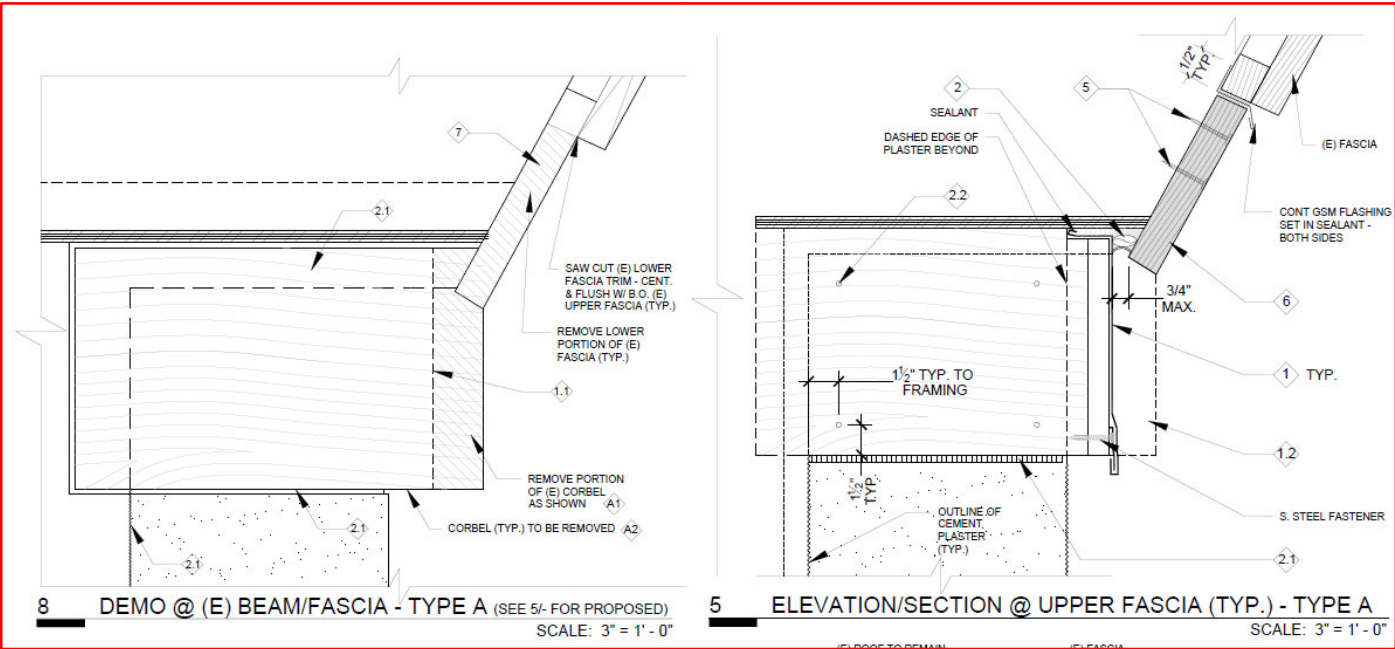 7
2.1
SAW CUT (E) LOWER
FASCIA TRIM - CENT.
& FLUSH W/ B.O. (E)
UPPER FASCIA (TYP.)
REMOVE LOWER
PORTION OF (E)
FASCIA (TYP.)
1.1
REMOVE PORTION
OF (E) CORBEL
AS SHOWN A1
CORBEL (TYP.) TO BE REMOVED A2
2.1
2.1
8 DEMO @ (E) BEAM/FASCIA - TYPE A (SEE 5/- FOR PROPOSED)
SCALE: 3" = 1' - 0"
1/2"
TYP.
2
5
SEALANT
DASHED EDGE OF
PLASTER BEYOND
(E) FASCIA
2.2
CONT GSM FLASHING
SET IN SEALANT -
BOTH SIDES
3/4"
MAX.
6
1 1/2" TYP. TO
FRAMING
1 TYP.
1.2
1 1/2"
TYP.
OUTLINE OF
CEMENT
PLASTER
(TYP.)
S. STEEL FASTENER
2.1
5 ELEVATION/SECTION @ UPPER FASCIA (TYP.) - TYPE A
SCALE: 3" = 1' - 0"
(E) ROOF TO REMAIN
(E) FASCIA